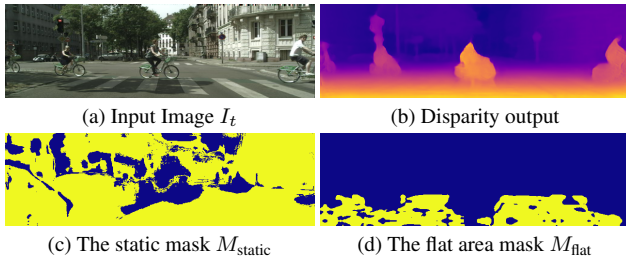 (a) Input Image I_t
(b) Disparity output
(c) The static mask M_static
(d) The flat area mask M_flat